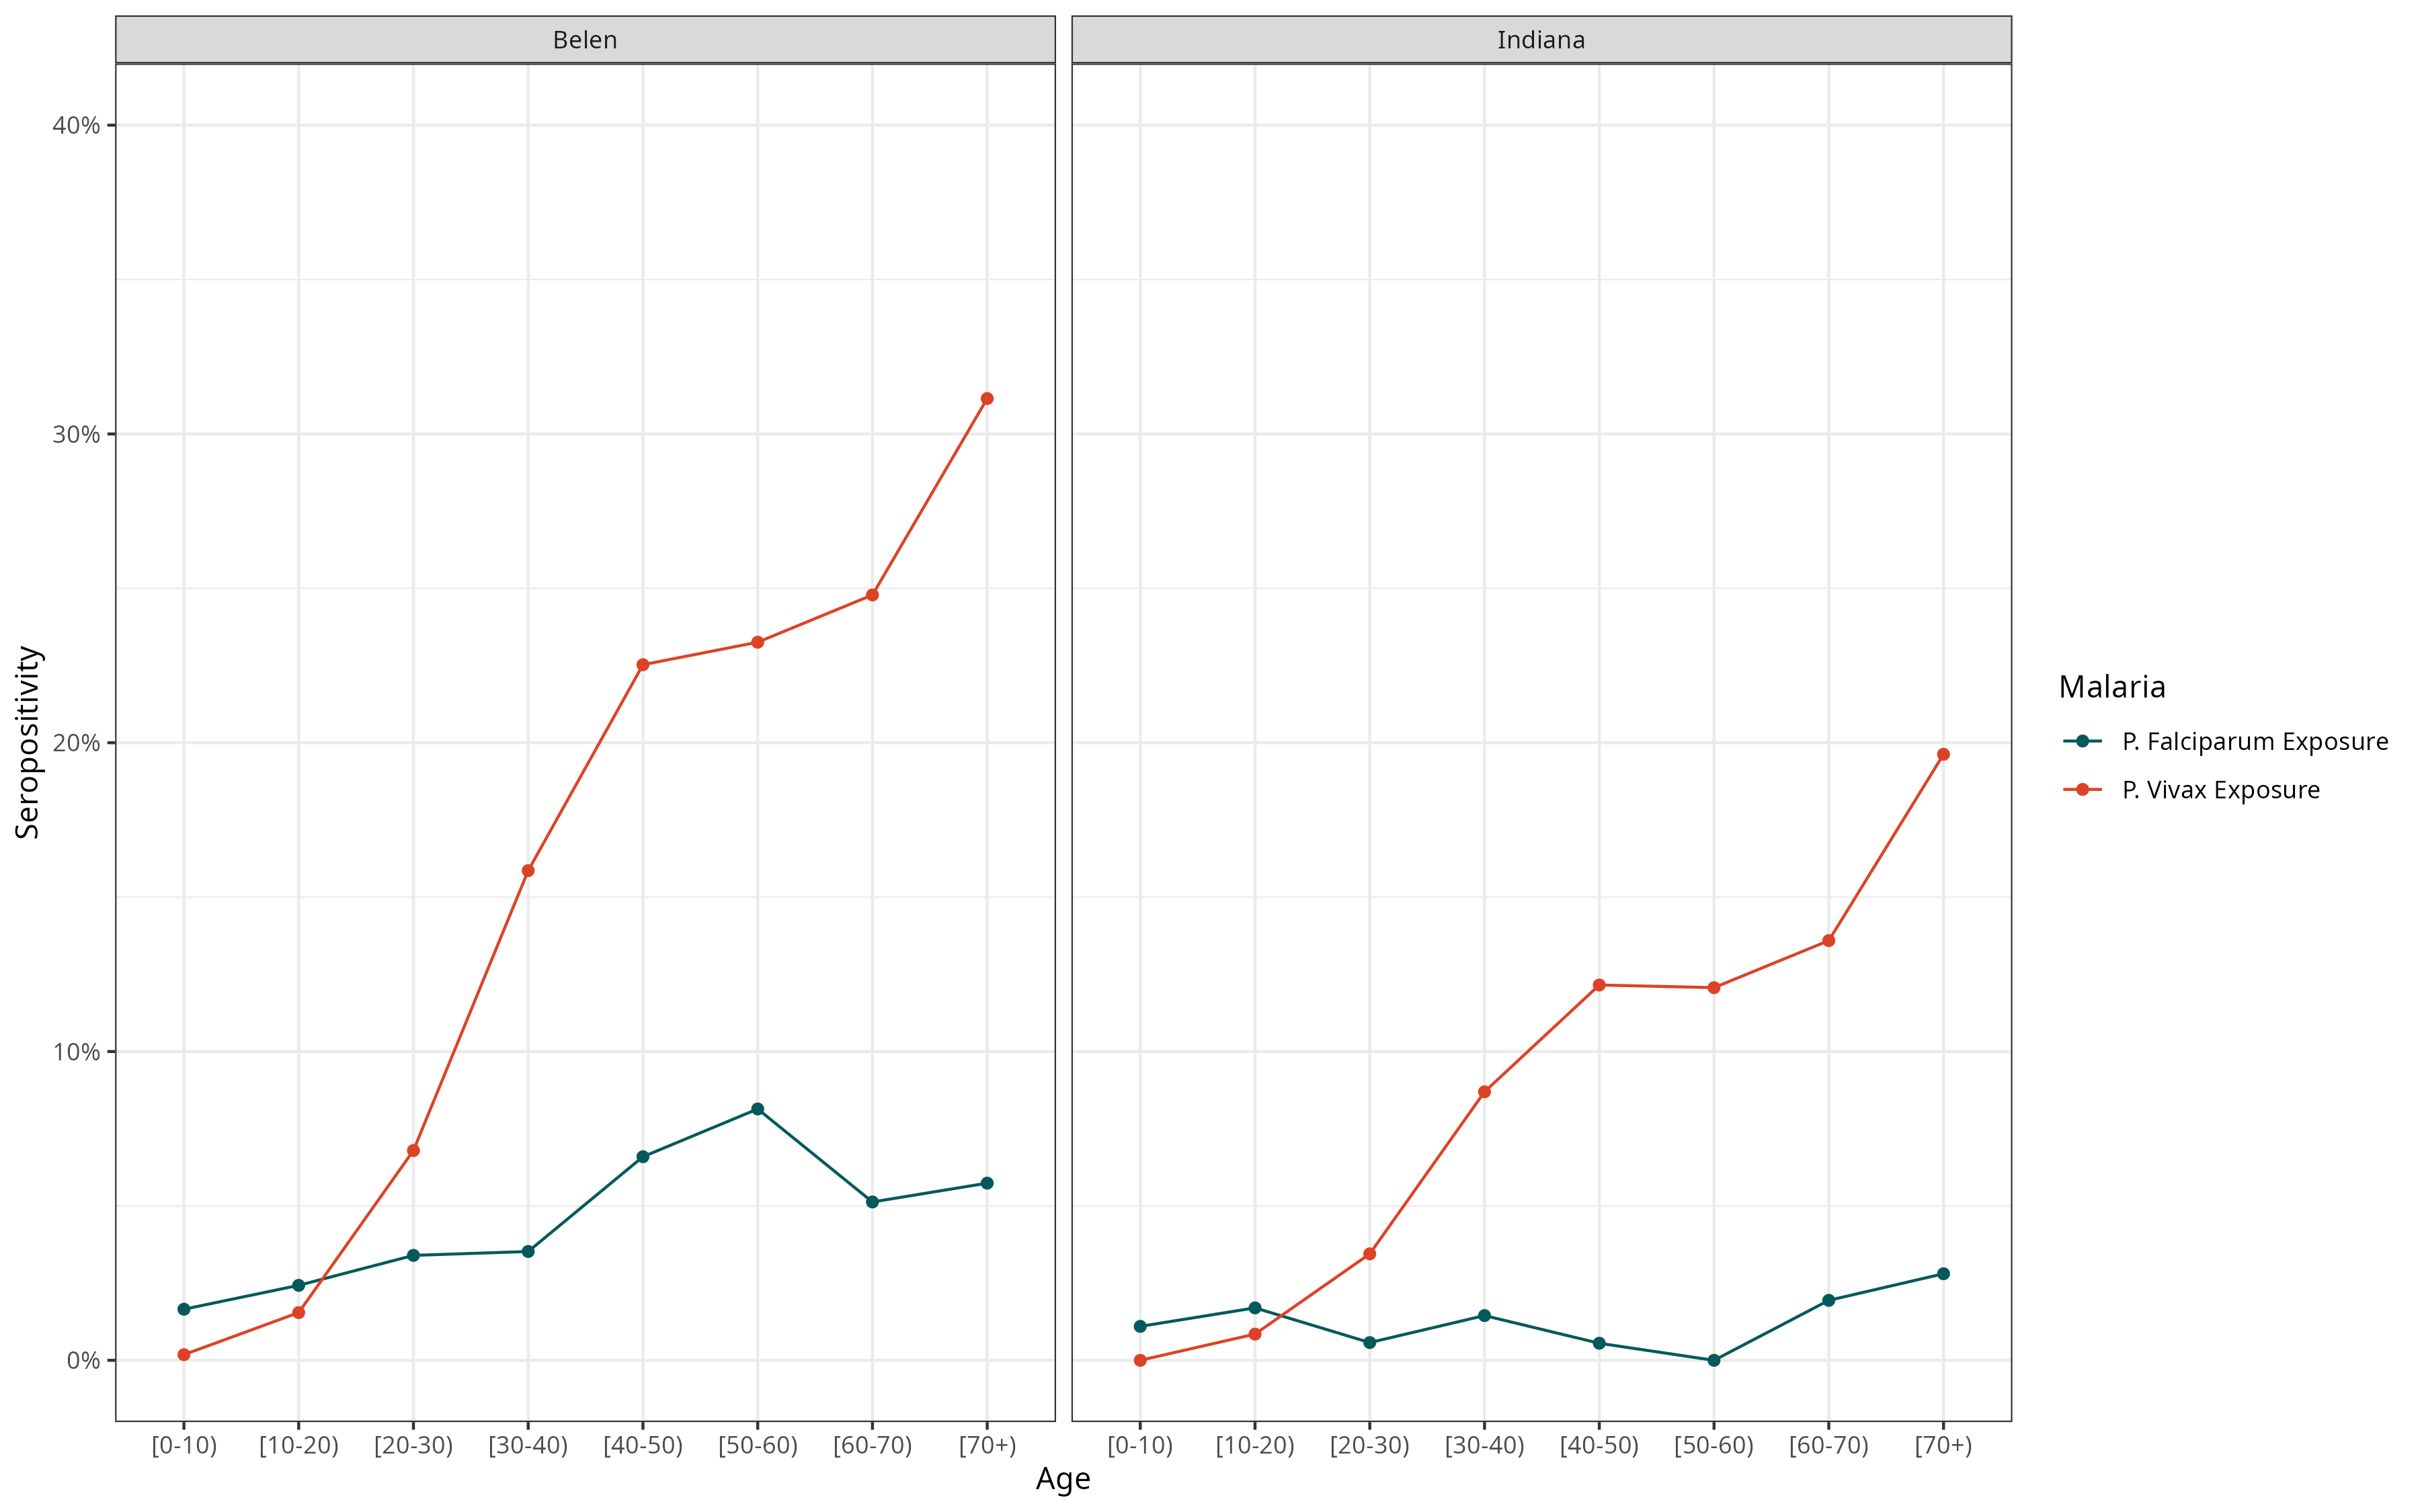 Belen
Indiana
Seropositivity
40%
30%
20%
10%
0%
[0-10) [10-20) [20-30) [30-40) [40-50) [50-60) [60-70) [70+)
[0-10) [10-20) [20-30) [30-40) [40-50) [50-60) [60-70) [70+)
Age
Malaria
P. Falciparum Exposure
P. Vivax Exposure